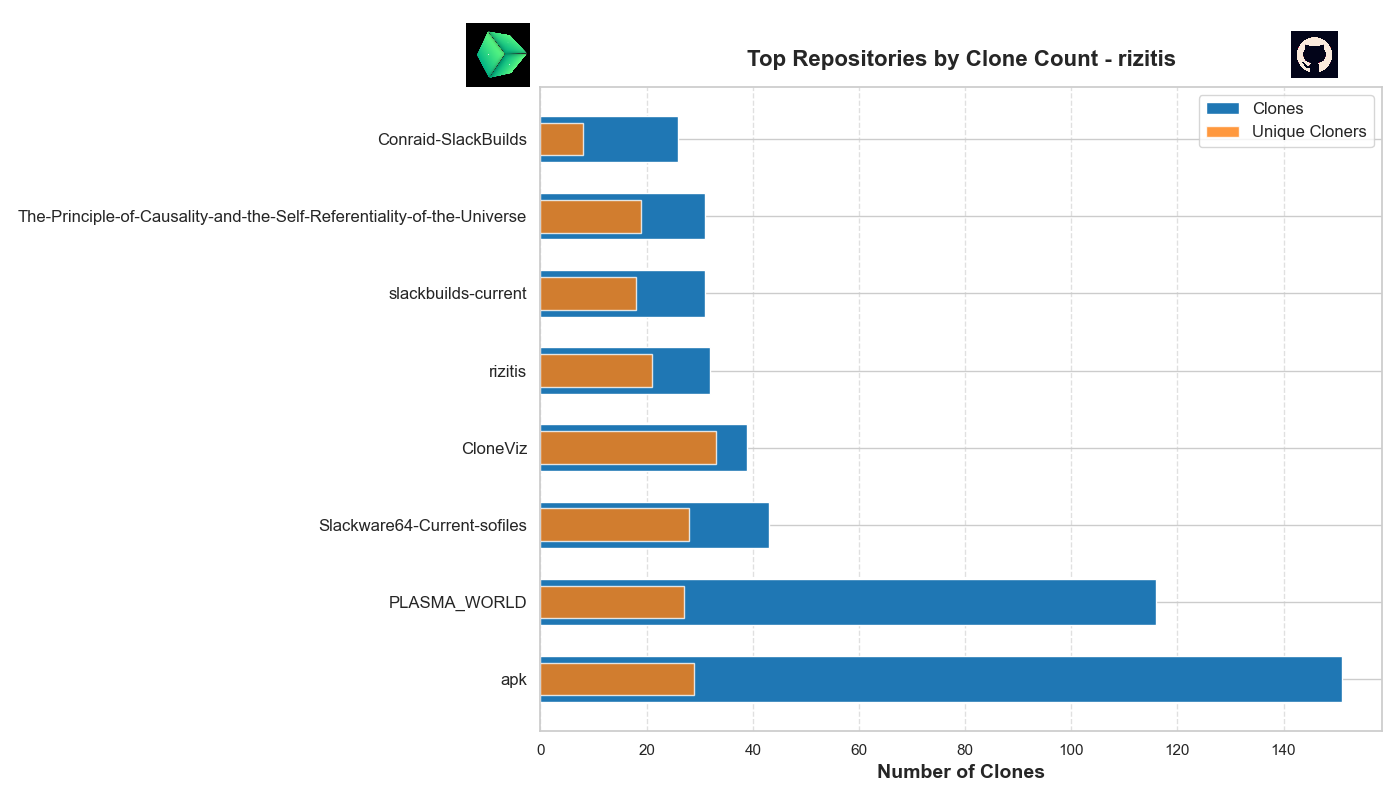 Top Repositories by Clone Count - rizitis
Clones
Unique Cloners
Conraid-SlackBuilds
The-Principle-of-Causality-and-the-Self-Referentiality-of-the-Universe
slackbuilds-current
rizitis
CloneViz
Slackware64-Current-sofiles
PLASMA_WORLD
apk
0 20 40 60 80 100 120 140
Number of Clones